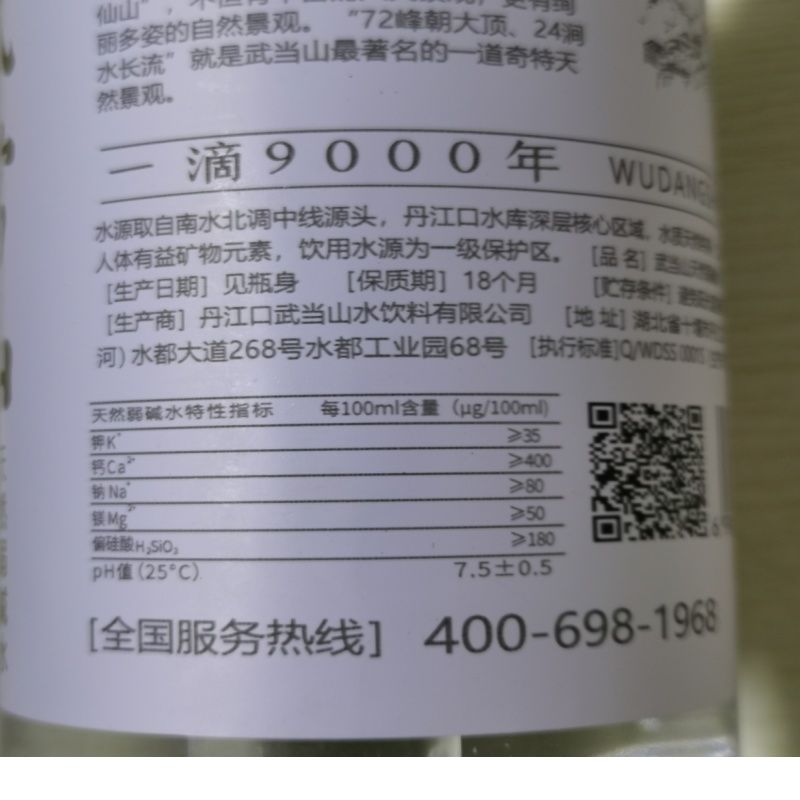 仙山”，
丽多姿的自然景观。 “72峰朝大顶、24涧
水长流”就是武当山最著名的一道奇特天
然景观。
一滴9000年 WUDANG
水源取自南水北调中线源头，丹江口水库深层核心区域，水质天然
人体有益矿物元素，饮用水源为一级保护区。 [品名] 武当山天然
[生产日期] 见瓶身 [保质期] 18个月 [贮存条件]
[生产商] 丹江口武当山水饮料有限公司 [地址] 湖北省十堰市
河) 水都大道268号水都工业园68号 [执行标准]Q/WDSS 0001S
天然弱碱水特性指标 每100ml含量（μg/100ml)
钾K⁺ ≥35
钙Ca²⁺ ≥400
钠Na⁺ ≥80
镁Mg²⁺ ≥50
偏硅酸H₂SiO₃ ≥180
pH值 (25°C) 7.5±0.5
[全国服务热线] 400-698-1968